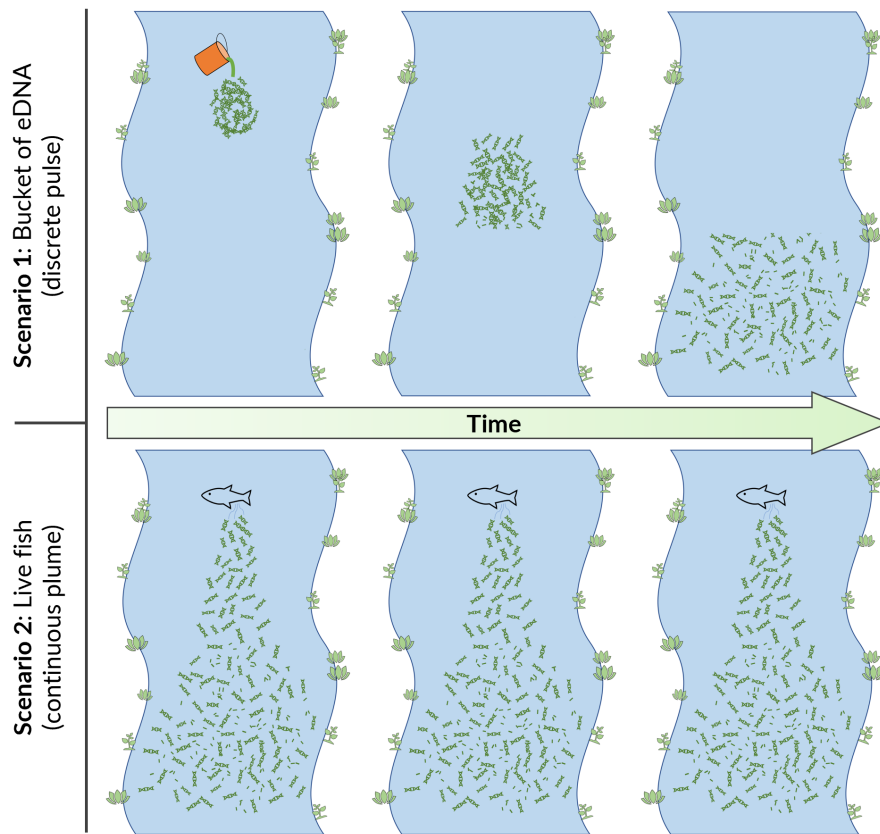 Scenario 1: Bucket of eDNA
(discrete pulse)
Time
Scenario 2: Live fish
(continuous plume)